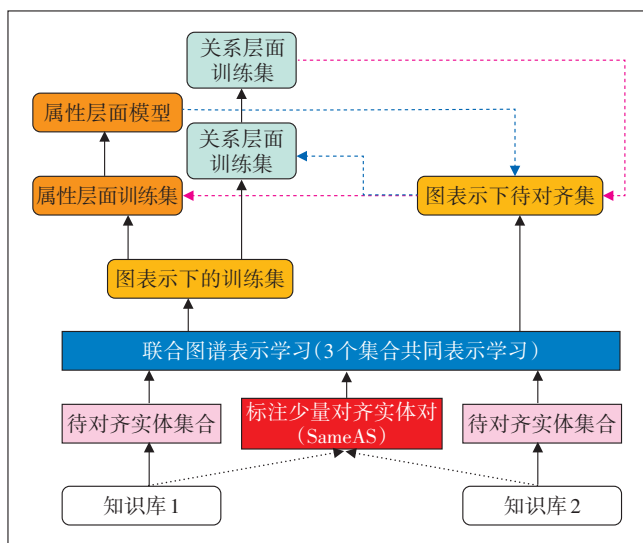 关系层面
训练集
属性层面模型
关系层面
训练集
属性层面训练集
图表示下待对齐集
图表示下的训练集
联合图谱表示学习(3个集合共同表示学习)
待对齐实体集合
标注少量对齐实体对
(SameAS)
待对齐实体集合
知识库1
知识库2